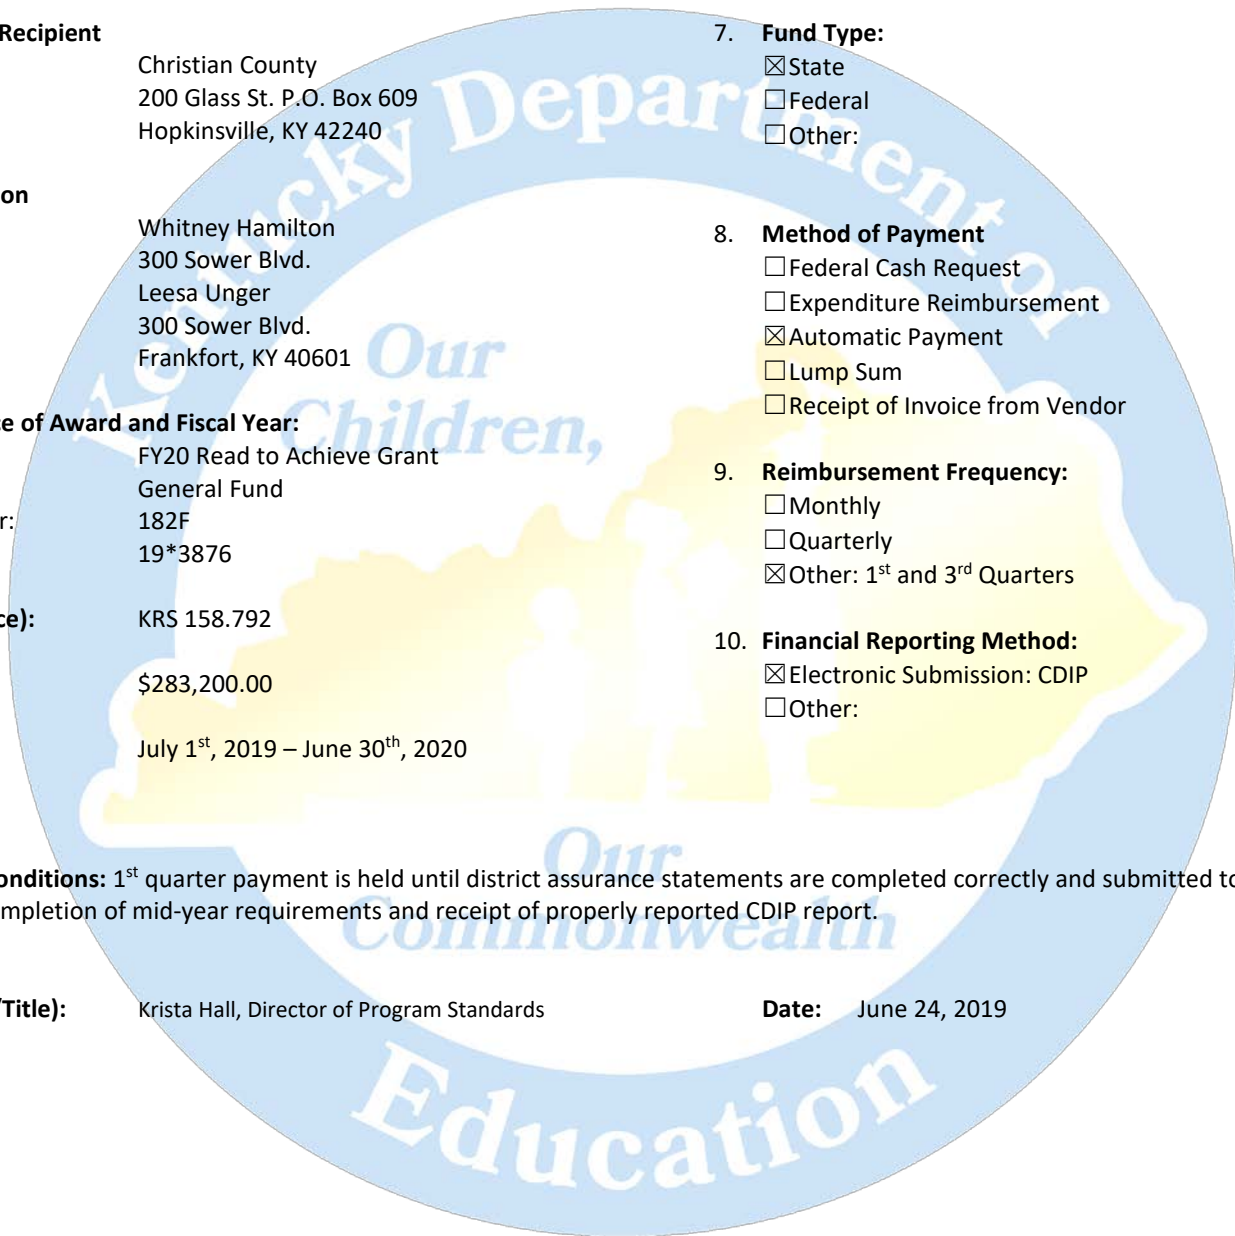 Recipient
Christian County
200 Glass St. P.O. Box 609
Hopkinsville, KY 42240
on
Whitney Hamilton
300 Sower Blvd.
Leesa Unger
300 Sower Blvd.
Frankfort, KY 40601
ce of Award and Fiscal Year:
FY20 Read to Achieve Grant
General Fund
r: 182F
19*3876
ce): KRS 158.792
$283,200.00
July 1st, 2019 – June 30th, 2020
7. Fund Type:
☒State
☐Federal
☐Other:
8. Method of Payment
☐Federal Cash Request
☐Expenditure Reimbursement
☒Automatic Payment
☐Lump Sum
☐Receipt of Invoice from Vendor
9. Reimbursement Frequency:
☐Monthly
☐Quarterly
☒Other: 1st and 3rd Quarters
10. Financial Reporting Method:
☒Electronic Submission: CDIP
☐Other:
onditions: 1st quarter payment is held until district assurance statements are completed correctly and submitted to
mpletion of mid-year requirements and receipt of properly reported CDIP report.
/Title): Krista Hall, Director of Program Standards Date: June 24, 2019
Kentucky Department of
Education
Our
Children,
Our
Commonwealth